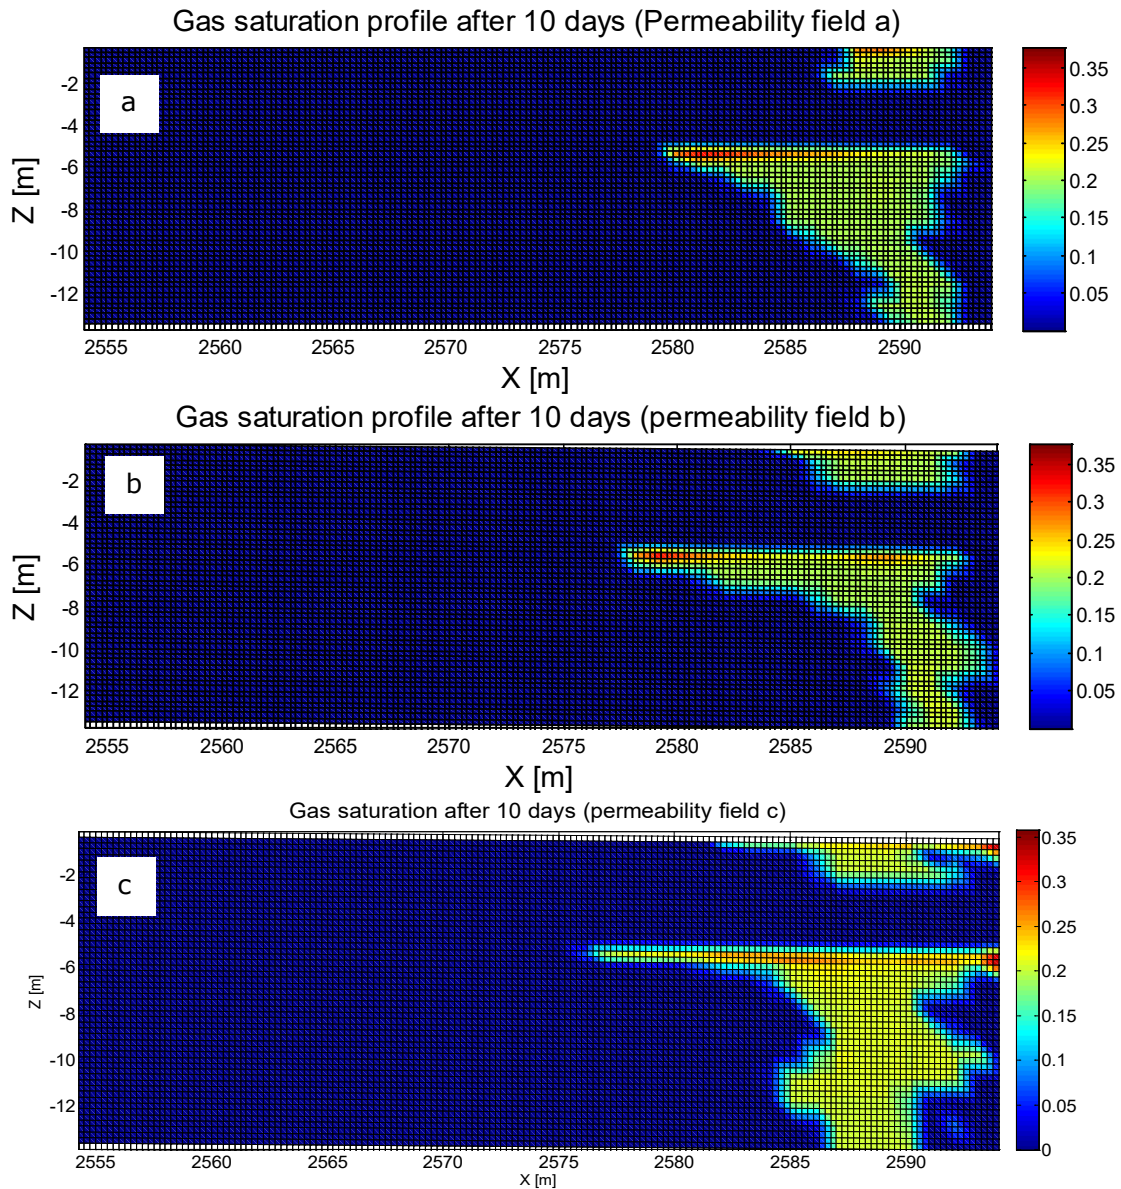 Gas saturation profile after 10 days (Permeability field a)
a
Z [m]
-2
-4
-6
-8
-10
-12
2555 2560 2565 2570 2575 2580 2585 2590
X [m]
0.35
0.3
0.25
0.2
0.15
0.1
0.05
Gas saturation profile after 10 days (permeability field b)
b
Z [m]
-2
-4
-6
-8
-10
-12
2555 2560 2565 2570 2575 2580 2585 2590
X [m]
0.35
0.3
0.25
0.2
0.15
0.1
0.05
Gas saturation after 10 days (permeability field c)
c
Z [m]
-2
-4
-6
-8
-10
-12
2555 2560 2565 2570 2575 2580 2585 2590
X [m]
0.35
0.3
0.25
0.2
0.15
0.1
0.05
0